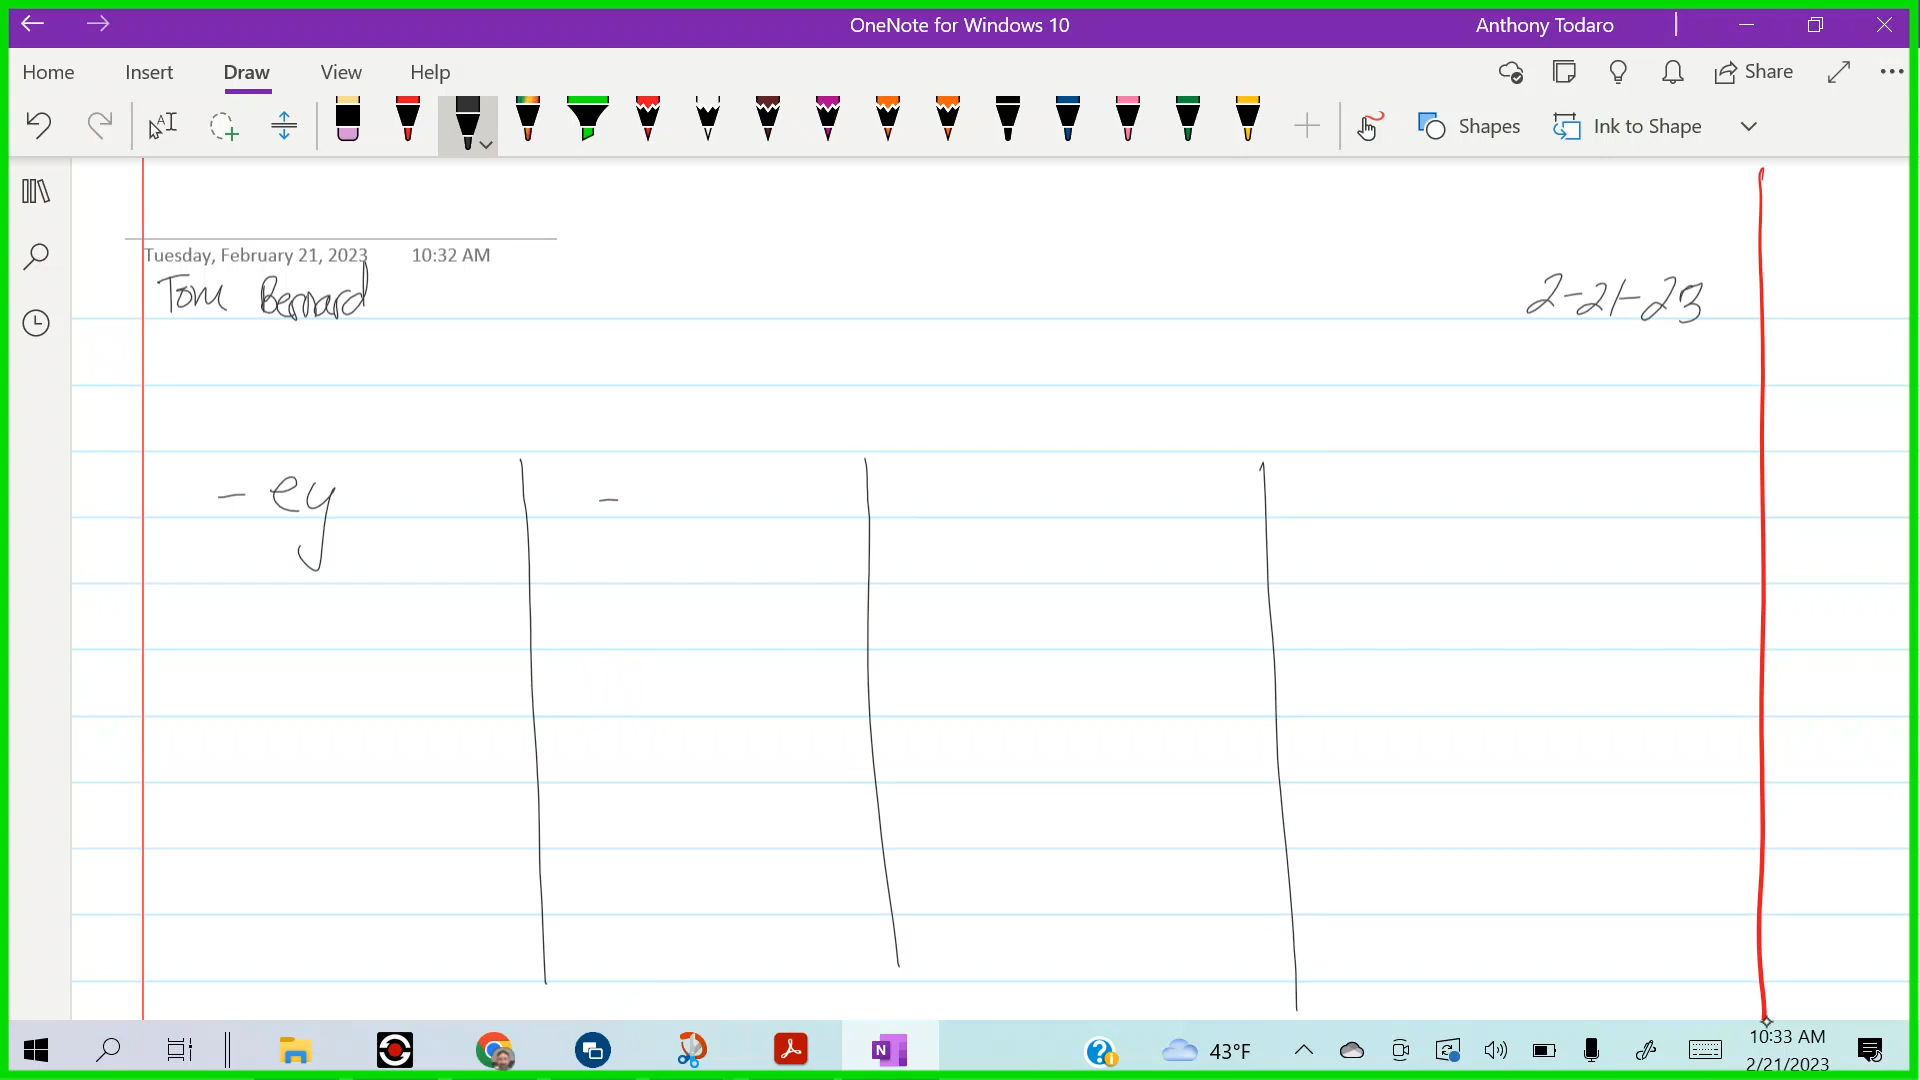 OneNote for Windows 10
Anthony Todaro
Home Insert Draw View Help
Share
Shapes
Ink to Shape
Tuesday, February 21, 2023 10:32 AM
Tom Bernard
2-21-23
- ey
-
43°F
10:33 AM
2/21/2023